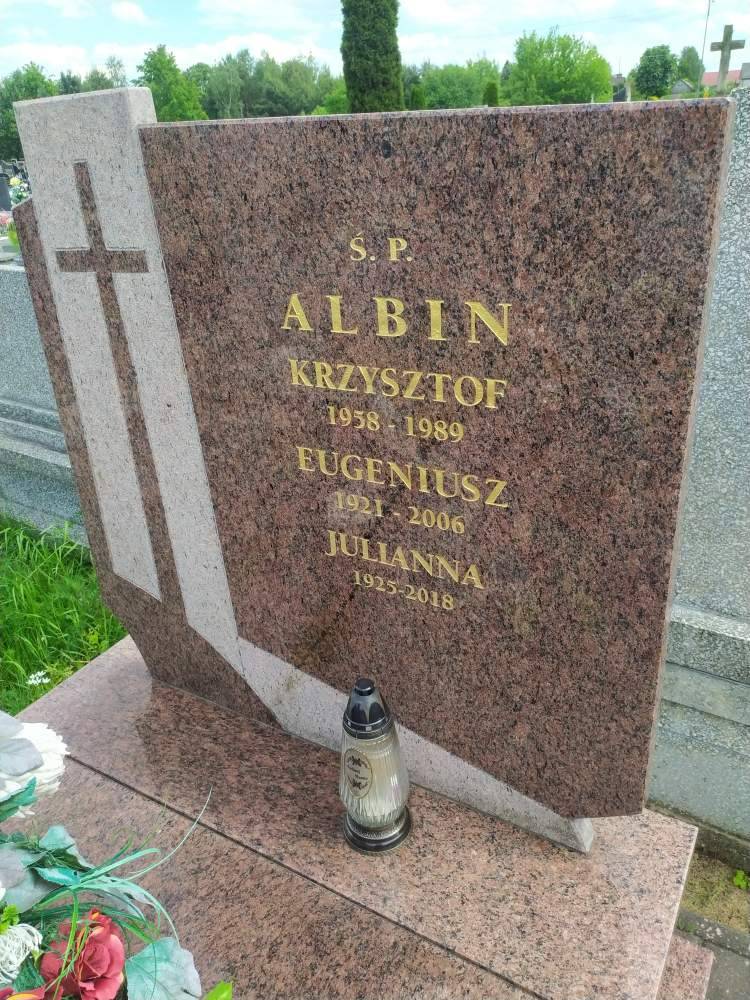 Ś. P.
ALBIN
KRZYSZTOF
1958 - 1989
EUGENIUSZ
1921 - 2006
JULIANNA
1925-2018